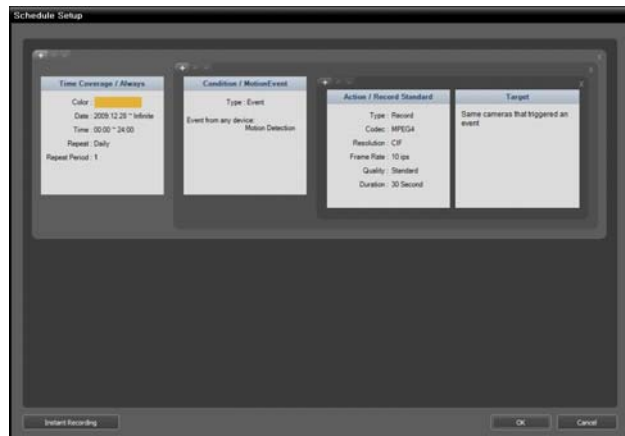 Schedule Setup
Time Coverage / Always
Color :
Date : 2009.12.28 ~ Infinite
Time : 00:00 ~ 24:00
Repeat : Daily
Repeat Period : 1
Condition / MotionEvent
Type : Event
Event from any device:
Motion Detection
Action / Record Standard
Type : Record
Codec : MPEG4
Resolution : CIF
Frame Rate : 10 ips
Quality : Standard
Duration : 30 Second
Target
Same cameras that triggered an
event
Instant Recording
OK
Cancel